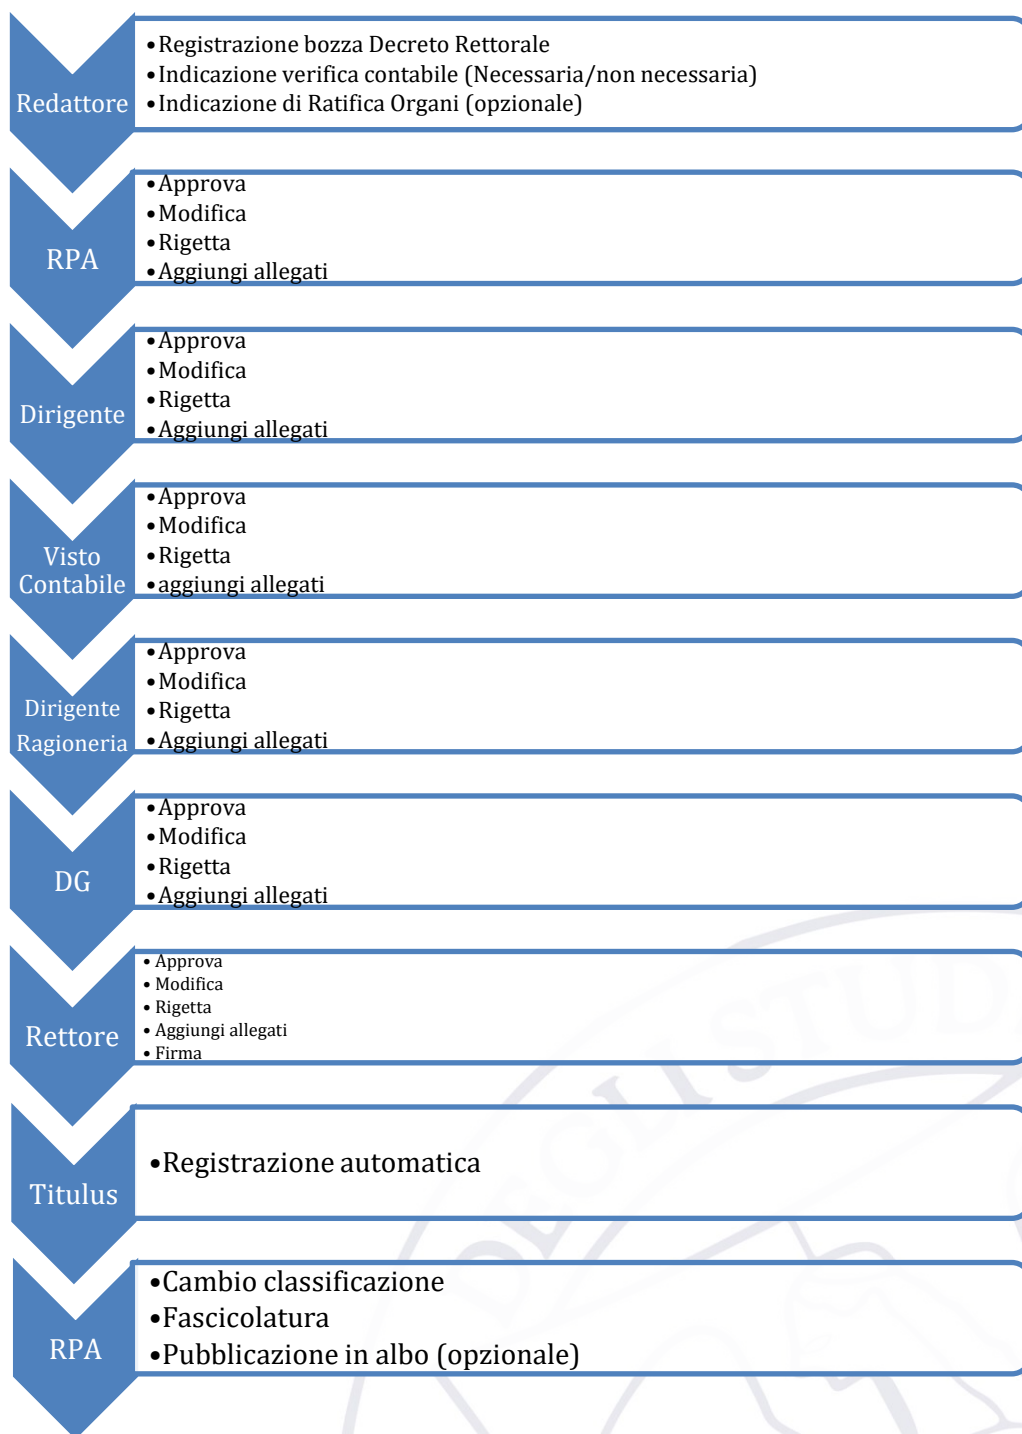 Redattore
•Registrazione bozza Decreto Rettorale
•Indicazione verifica contabile (Necessaria/non necessaria)
•Indicazione di Ratifica Organi (opzionale)
RPA
•Approva
•Modifica
•Rigetta
•Aggiungi allegati
Dirigente
•Approva
•Modifica
•Rigetta
•Aggiungi allegati
Visto
Contabile
•Approva
•Modifica
•Rigetta
•aggiungi allegati
Dirigente
Ragioneria
•Approva
•Modifica
•Rigetta
•Aggiungi allegati
DG
•Approva
•Modifica
•Rigetta
•Aggiungi allegati
Rettore
• Approva
• Modifica
• Rigetta
• Aggiungi allegati
• Firma
Titulus
•Registrazione automatica
RPA
•Cambio classificazione
•Fascicolatura
•Pubblicazione in albo (opzionale)
DEGLI STUD